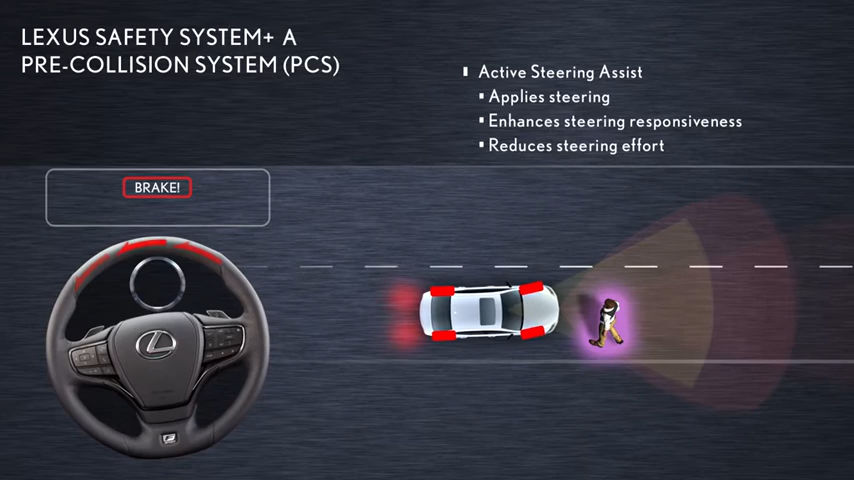 LEXUS SAFETY SYSTEM+ A
PRE-COLLISION SYSTEM (PCS)
Active Steering Assist
Applies steering
Enhances steering responsiveness
Reduces steering effort
BRAKE!